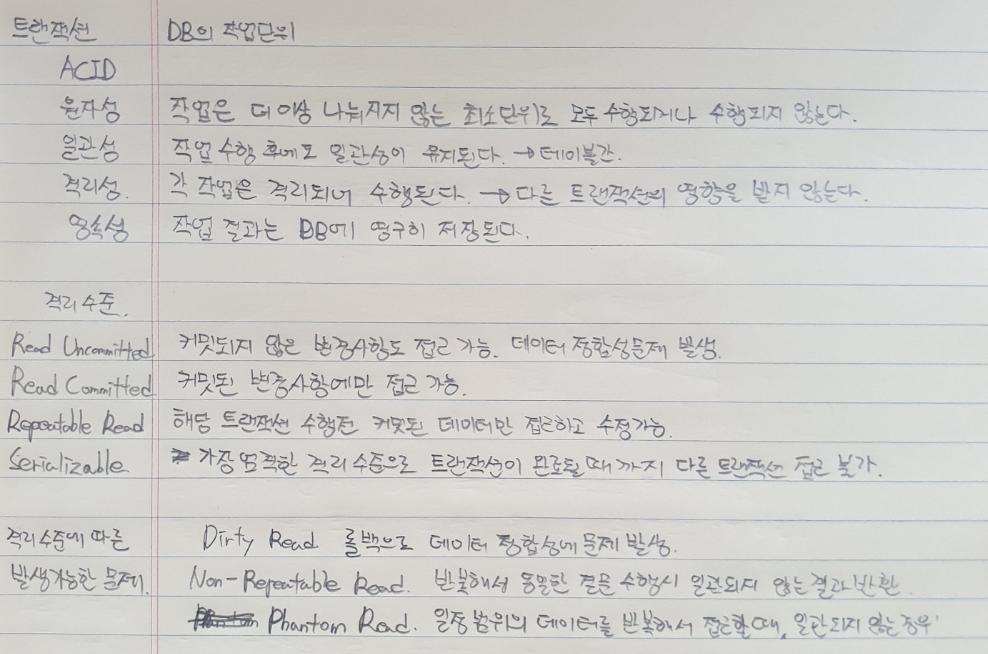 트랜잭션 DB의 작업단위
ACID
원자성 작업은 더이상 나눠지지 않는 최소단위로 모두 수행되거나 수행되지 않는다.
일관성 작업 수행 후에도 일관성이 유지된다. →테이블간.
격리성. 각 작업은 격리되어 수행된다. →다른 트랜잭션의 영향을 받지 않는다.
영속성 작업 결과는 DB에 영구히 저장된다.
격리수준.
Read Uncommitted 커밋되지 않은 변경사항도 접근 가능. 데이터 정합성문제 발생.
Read Committed 커밋된 변경사항에만 접근 가능.
Repeatable Read 해당 트랜잭션 수행전 커밋된 데이터만 접근하고 수정가능.
Serializable 가장 엄격한 격리수준으로 트랜잭션이 완료될때까지 다른 트랜잭션 접근 불가.
격리수준에 따른 Dirty Read 롤백으로 데이터 정합성에 문제 발생.
발생가능한 문제. Non-Repeatable Read. 반복해서 동일한 질문 수행시 일관되지 않는 결과 반환.
Phantom Read. 일정 범위의 데이터를 반복해서 접근할때, 일관되지 않는 경우